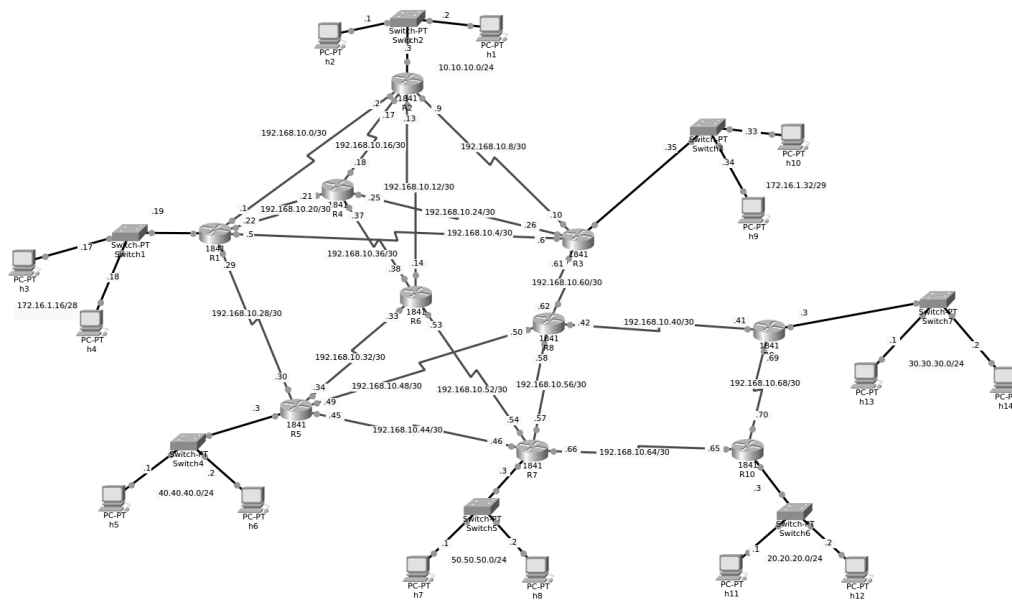 .1
.2
Switch-PT
Switch2
PC-PT
h2
PC-PT
h1
.3
10.10.10.0/24
1841
R2
.2
.17
.13
.9
192.168.10.0/30
192.168.10.16/30
192.168.10.8/30
.35
Switch-PT
.33
PC-PT
h10
.34
172.16.1.32/29
PC-PT
h9
.18
192.168.10.12/30
.21
1841
R4
.25
192.168.10.24/30
.37
.1
192.168.10.20/30
.22
.5
192.168.10.4/30
.10
.26
.6
1841
R3
.19
Switch-PT
Switch1
1841
R1
.17
PC-PT
h3
.18
172.16.1.16/28
PC-PT
h4
.29
192.168.10.36/30
.38
.14
.61
192.168.10.60/30
.62
192.168.10.28/30
.33
1841
R6
.53
.50
.42
1841
R8
.58
192.168.10.40/30
.41
1841
.69
.3
Switch-PT
Switch7
.1
.2
30.30.30.0/24
PC-PT
h13
PC-PT
h14
192.168.10.32/30
192.168.10.48/30
192.168.10.52/30
192.168.10.56/30
192.168.10.68/30
.30
.34
.49
.45
1841
R5
.3
192.168.10.44/30
.54
.57
.46
1841
R7
.66
192.168.10.64/30
.65
.70
1841
R10
Switch-PT
Switch4
.1
.2
40.40.40.0/24
PC-PT
h5
PC-PT
h6
.3
Switch-PT
Switch5
.1
.2
50.50.50.0/24
PC-PT
h7
PC-PT
h8
.3
Switch-PT
Switch6
.1
.2
20.20.20.0/24
PC-PT
h11
PC-PT
h12